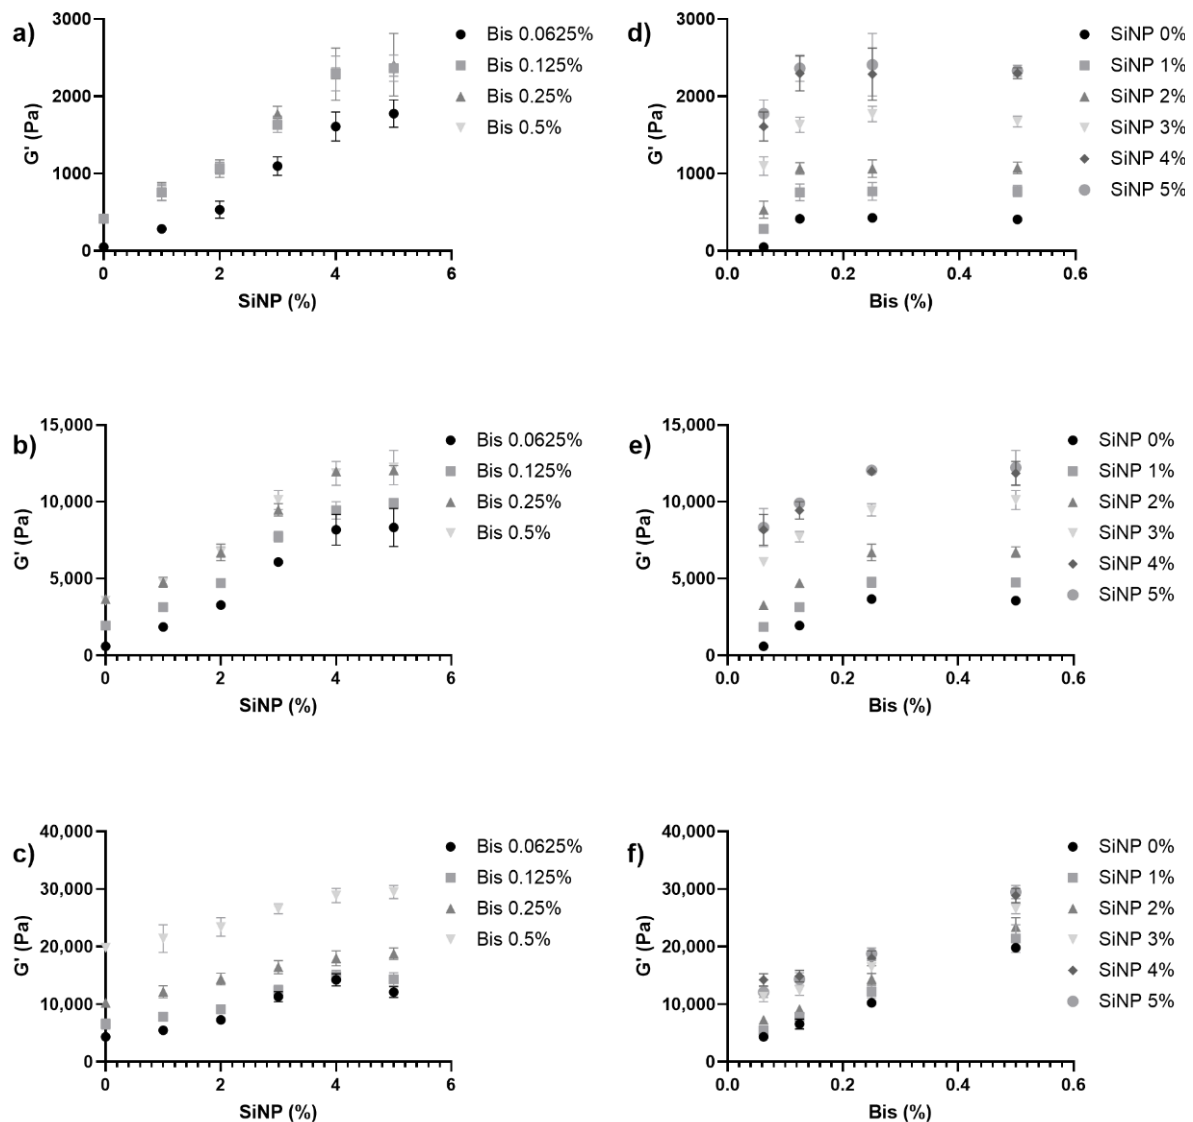 a)
G' (Pa)
3000
2000
1000
0
0 2 4 6
SiNP (%)
Bis 0.0625%
Bis 0.125%
Bis 0.25%
Bis 0.5%
d)
G' (Pa)
3000
2000
1000
0
0.0 0.2 0.4 0.6
Bis (%)
SiNP 0%
SiNP 1%
SiNP 2%
SiNP 3%
SiNP 4%
SiNP 5%
b)
G' (Pa)
15,000
10,000
5,000
0
0 2 4 6
SiNP (%)
Bis 0.0625%
Bis 0.125%
Bis 0.25%
Bis 0.5%
e)
G' (Pa)
15,000
10,000
5,000
0
0.0 0.2 0.4 0.6
Bis (%)
SiNP 0%
SiNP 1%
SiNP 2%
SiNP 3%
SiNP 4%
SiNP 5%
c)
G' (Pa)
40,000
30,000
20,000
10,000
0
0 2 4 6
SiNP (%)
Bis 0.0625%
Bis 0.125%
Bis 0.25%
Bis 0.5%
f)
G' (Pa)
40,000
30,000
20,000
10,000
0
0.0 0.2 0.4 0.6
Bis (%)
SiNP 0%
SiNP 1%
SiNP 2%
SiNP 3%
SiNP 4%
SiNP 5%